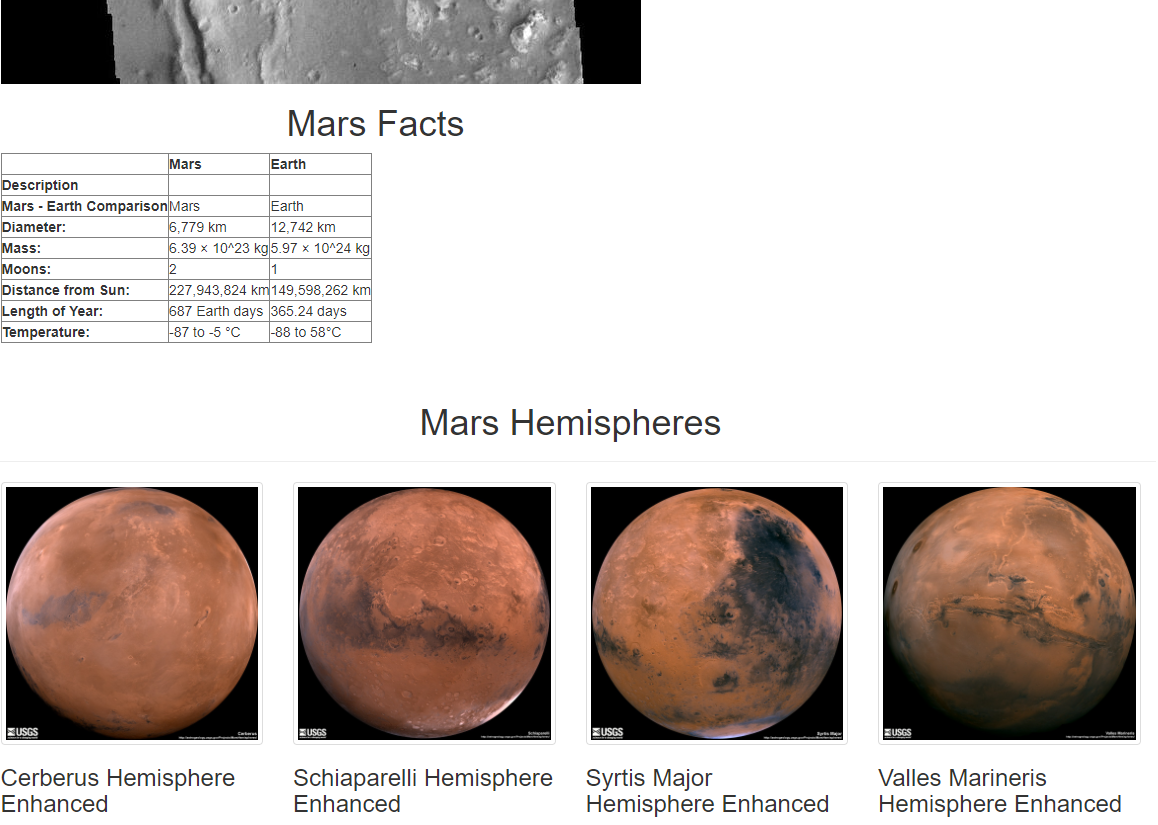 Mars Facts
Mars Earth
Description
Mars - Earth Comparison Mars Earth
Diameter: 6,779 km 12,742 km
Mass: 6.39 × 10^23 kg 5.97 × 10^24 kg
Moons: 2 1
Distance from Sun: 227,943,824 km 149,598,262 km
Length of Year: 687 Earth days 365.24 days
Temperature: -87 to -5 °C -88 to 58°C
Mars Hemispheres
USGS Cerberus
USGS Schiaparelli
USGS Syrtis Major
USGS Valles Marineris
Cerberus Hemisphere
Enhanced
Schiaparelli Hemisphere
Enhanced
Syrtis Major
Hemisphere Enhanced
Valles Marineris
Hemisphere Enhanced